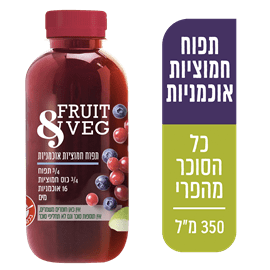 FRUIT
& VEG
תפוח חמוציות אוכמניות
3/4 תפוח
3/4 כוס חמוציות
16 אוכמניות
מים
תפוח
חמוציות
אוכמניות
כל
הסוכר
מהפרי
350 מ"ל